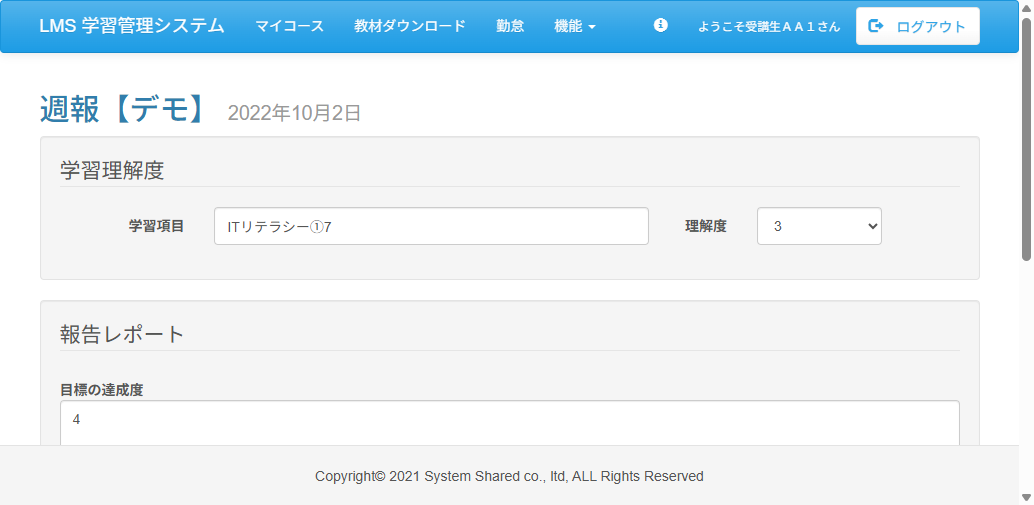 LMS 学習管理システム マイコース 教材ダウンロード 勤怠 機能 ようこそ受講生ＡＡ１さん ログアウト
週報【デモ】 2022年10月2日
学習理解度
学習項目 ITリテラシー①7 理解度 3
報告レポート
目標の達成度
4
Copyright© 2021 System Shared co., ltd, ALL Rights Reserved